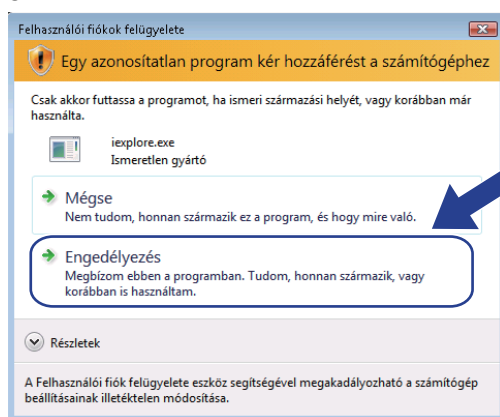 Felhasználói fiókok felügyelete
Egy azonosítatlan program kér hozzáférést a számítógéphez
Csak akkor futtassa a programot, ha ismeri származási helyét, vagy korábban már
használta.
iexplore.exe
Ismeretlen gyártó
Mégse
Nem tudom, honnan származik ez a program, és hogy mire való.
Engedélyezés
Megbízom ebben a programban. Tudom, honnan származik, vagy
korábban is használtam.
Részletek
A Felhasználói fiók felügyelete eszköz segítségével megakadályozható a számítógép
beállításainak illetéktelen módosítása.